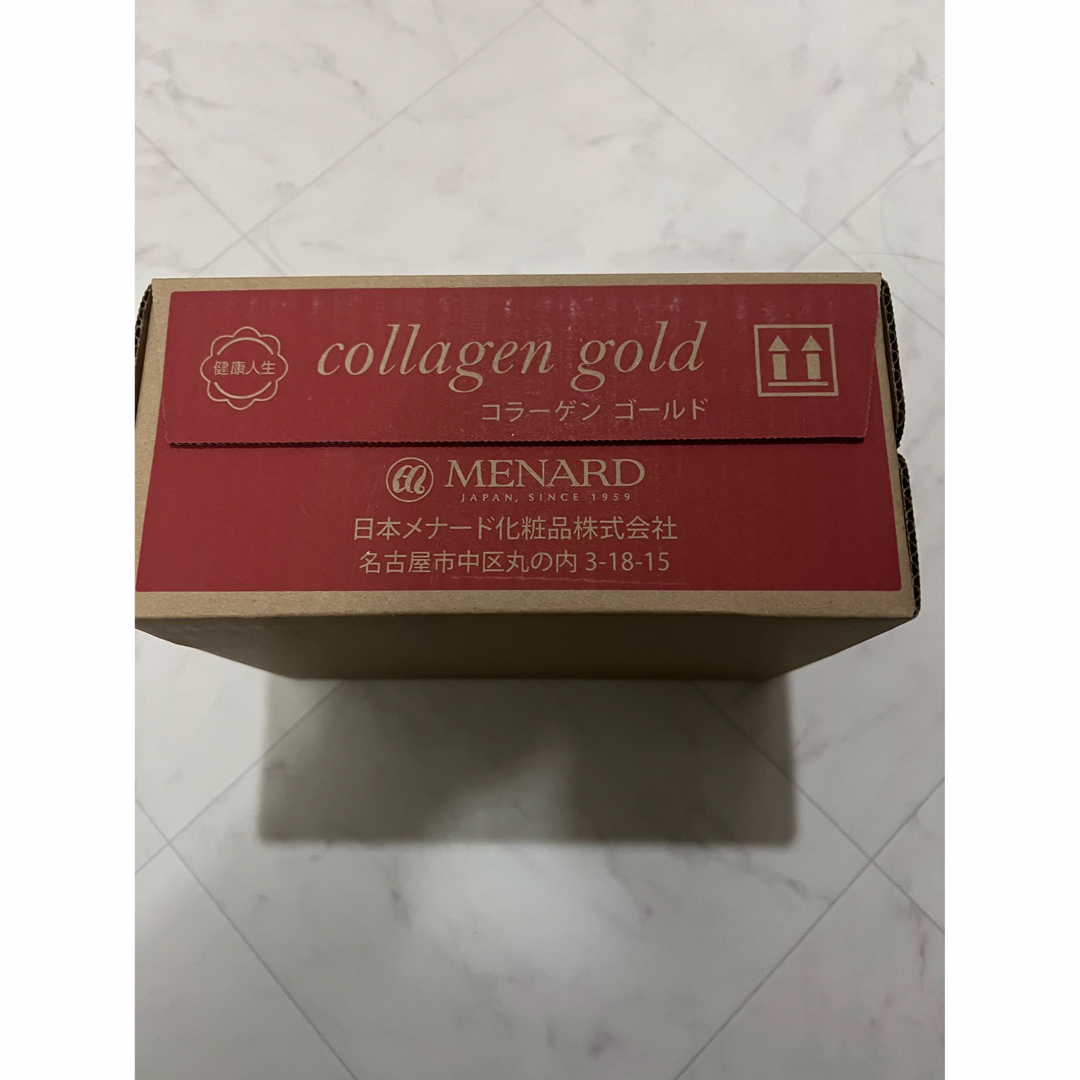 健康人生
collagen gold
コラーゲン ゴールド
MENARD
JAPAN, SINCE 1959
日本メナード化粧品株式会社
名古屋市中区丸の内 3-18-15